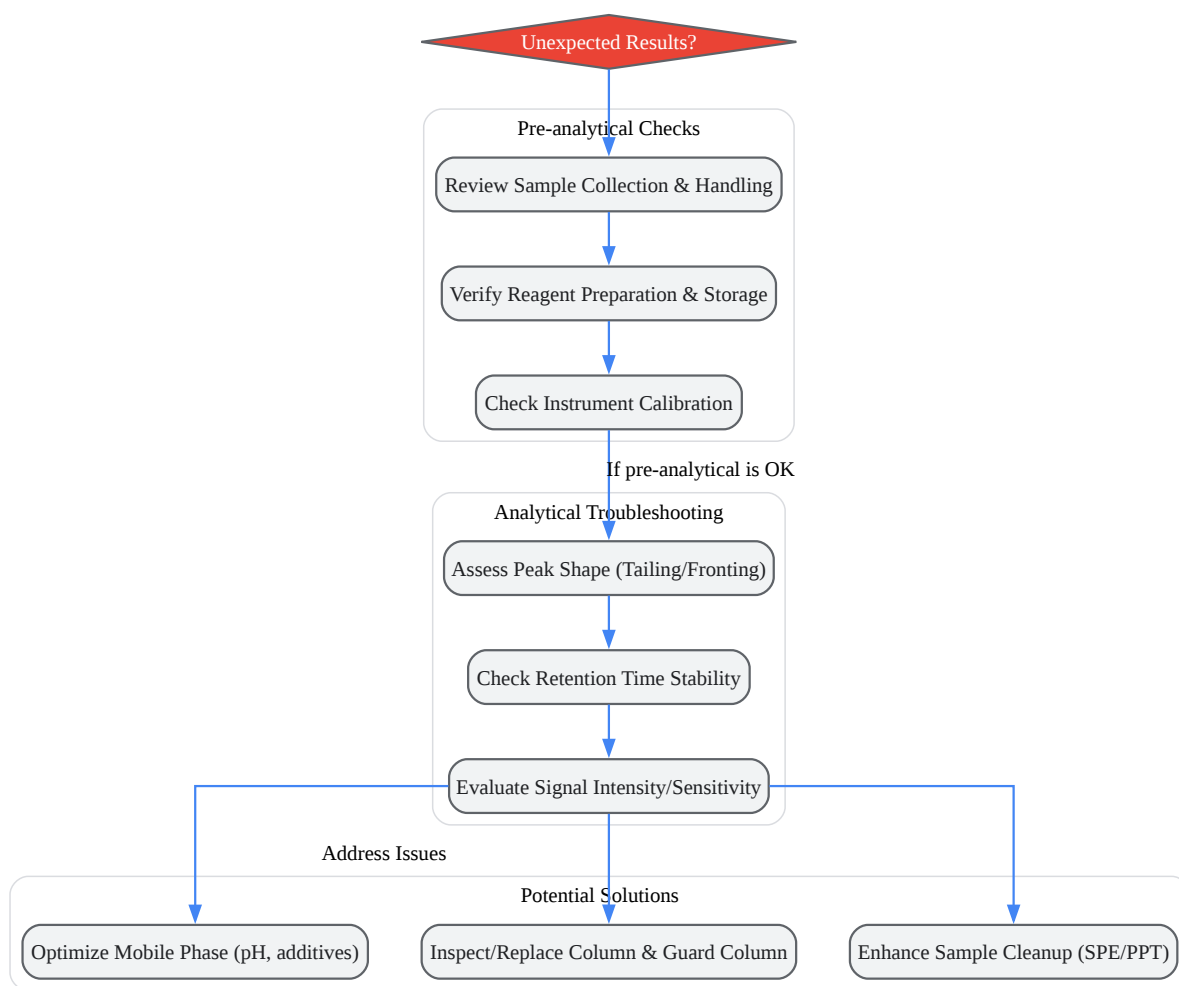 Unexpected Results?
Pre-analytical Checks
Review Sample Collection & Handling
Verify Reagent Preparation & Storage
Check Instrument Calibration
If pre-analytical is OK
Analytical Troubleshooting
Assess Peak Shape (Tailing/Fronting)
Check Retention Time Stability
Evaluate Signal Intensity/Sensitivity
Address Issues
Potential Solutions
Optimize Mobile Phase (pH, additives)
Inspect/Replace Column & Guard Column
Enhance Sample Cleanup (SPE/PPT)